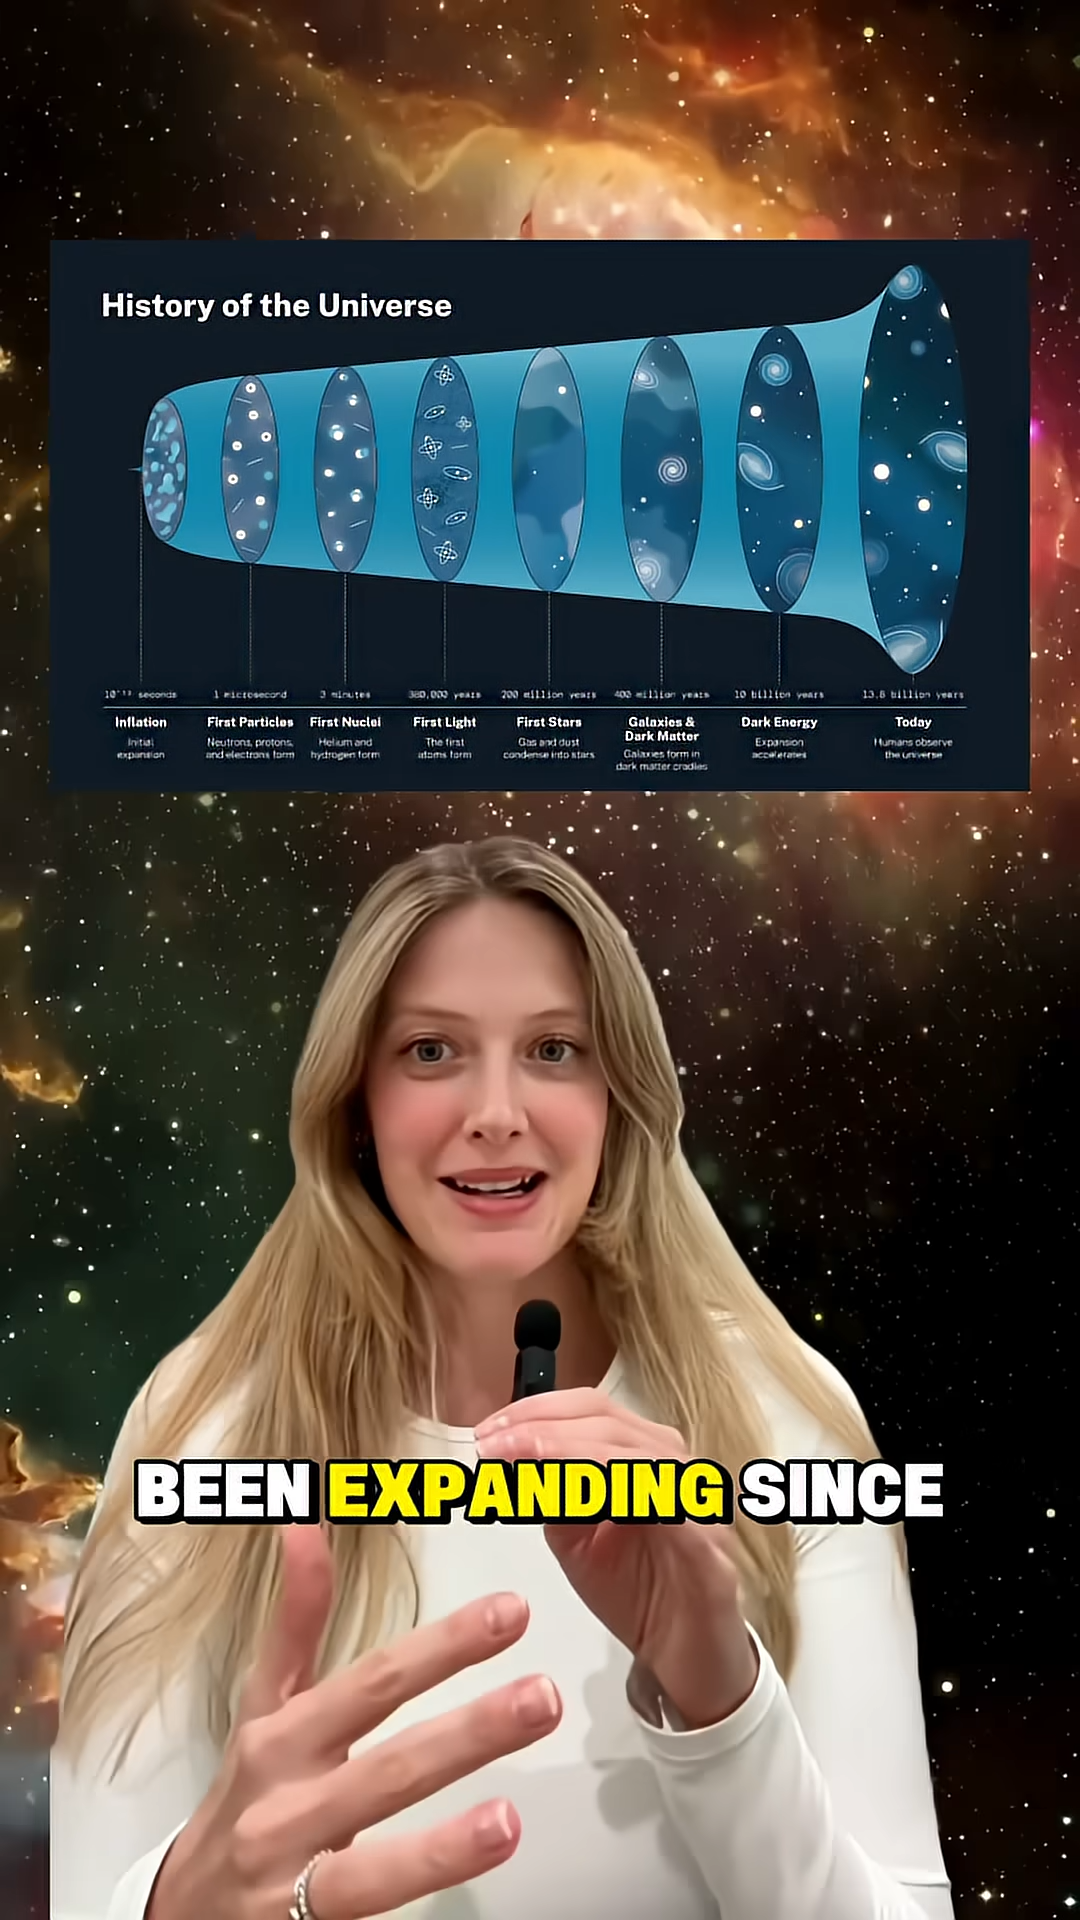 History of the Universe
1 microsecond
3 minutes
380,000 years
200 million years
400 million years
10 billion years
13.8 billion years
Inflation
Initial
expansion
First Particles
Neutrons, protons,
and electrons form
First Nuclei
Helium and
hydrogen form
First Light
The first
atoms form
First Stars
Gas and dust
condense into stars
Galaxies &
Dark Matter
Galaxies form in
dark matter cradles
Dark Energy
Expansion
accelerates
Today
Humans observe
the universe
BEEN EXPANDING SINCE